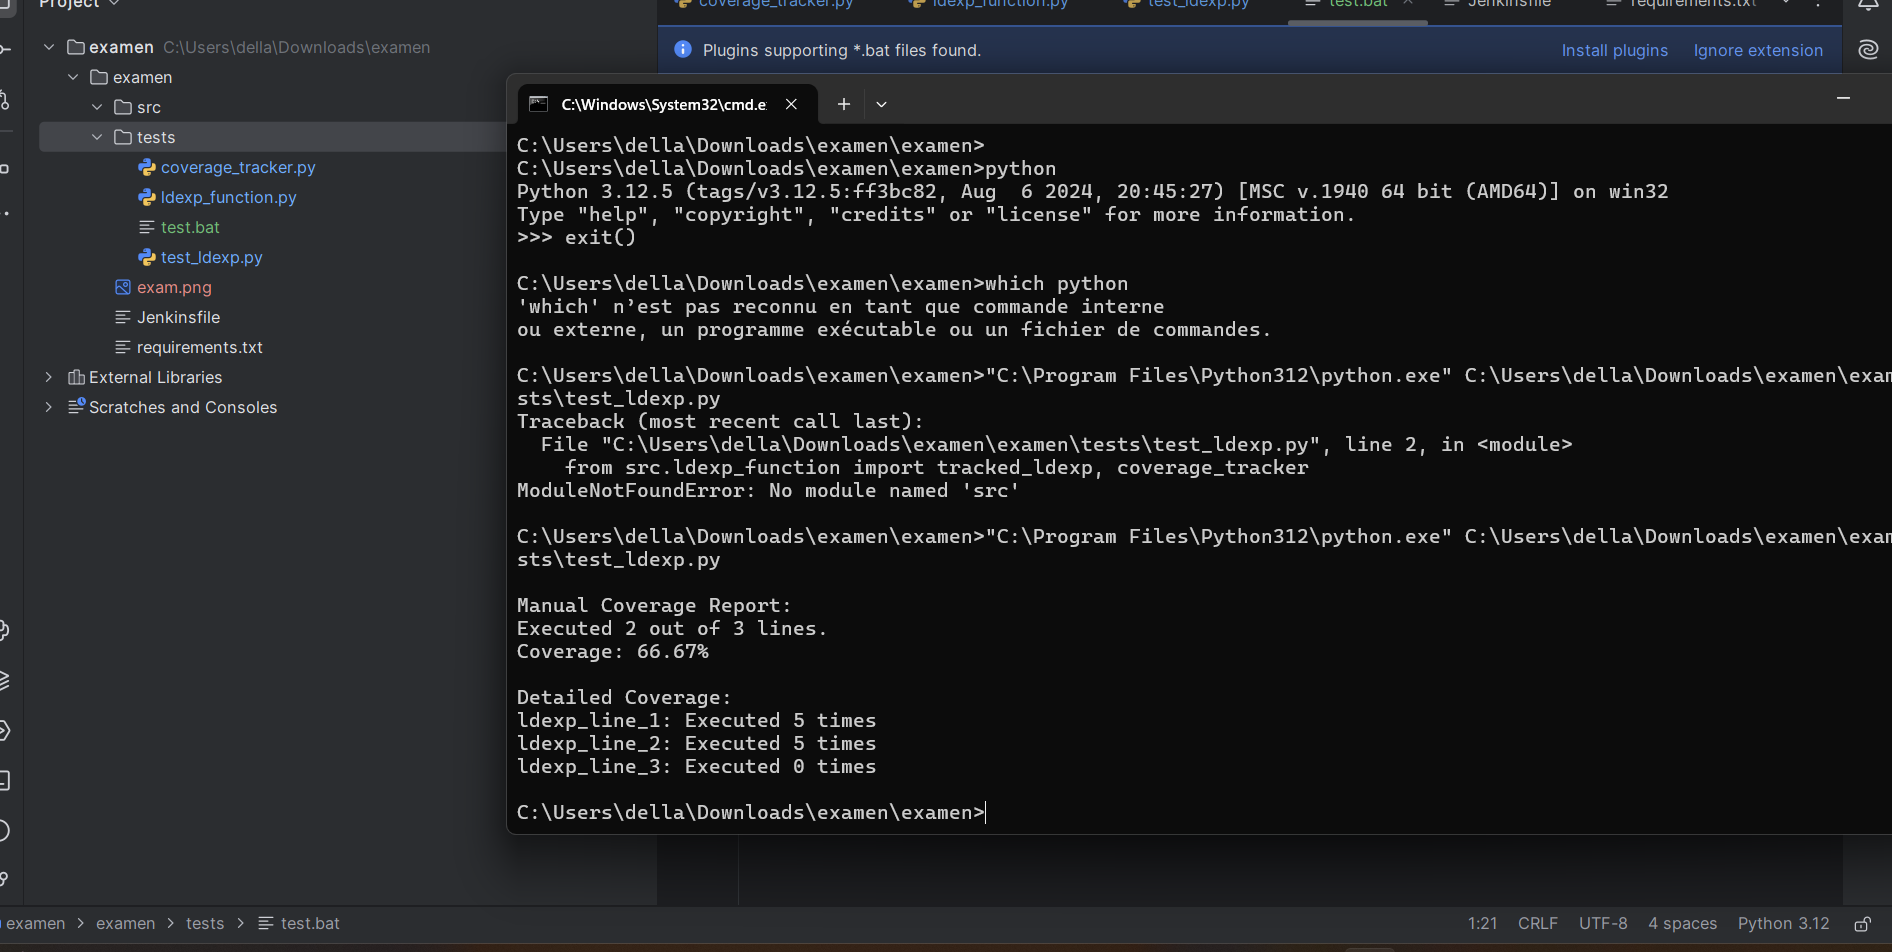 Project
examen C:\Users\della\Downloads\examen
examen
src
tests
coverage_tracker.py
ldexp_function.py
test.bat
test_ldexp.py
exam.png
Jenkinsfile
requirements.txt
External Libraries
Scratches and Consoles
coverage_tracker.py ldexp_function.py test_ldexp.py test.bat Jenkinsfile requirements.txt
Plugins supporting *.bat files found. Install plugins Ignore extension
C:\Windows\System32\cmd.e
C:\Users\della\Downloads\examen\examen>
C:\Users\della\Downloads\examen\examen>python
Python 3.12.5 (tags/v3.12.5:ff3bc82, Aug  6 2024, 20:45:27) [MSC v.1940 64 bit (AMD64)] on win32
Type "help", "copyright", "credits" or "license" for more information.
>>> exit()
C:\Users\della\Downloads\examen\examen>which python
'which' n’est pas reconnu en tant que commande interne
ou externe, un programme exécutable ou un fichier de commandes.
C:\Users\della\Downloads\examen\examen>"C:\Program Files\Python312\python.exe" C:\Users\della\Downloads\examen\exam
sts\test_ldexp.py
Traceback (most recent call last):
  File "C:\Users\della\Downloads\examen\examen\tests\test_ldexp.py", line 2, in <module>
    from src.ldexp_function import tracked_ldexp, coverage_tracker
ModuleNotFoundError: No module named 'src'
C:\Users\della\Downloads\examen\examen>"C:\Program Files\Python312\python.exe" C:\Users\della\Downloads\examen\exam
sts\test_ldexp.py
Manual Coverage Report:
Executed 2 out of 3 lines.
Coverage: 66.67%
Detailed Coverage:
ldexp_line_1: Executed 5 times
ldexp_line_2: Executed 5 times
ldexp_line_3: Executed 0 times
C:\Users\della\Downloads\examen\examen>
examen > examen > tests > test.bat
1:21 CRLF UTF-8 4 spaces Python 3.12